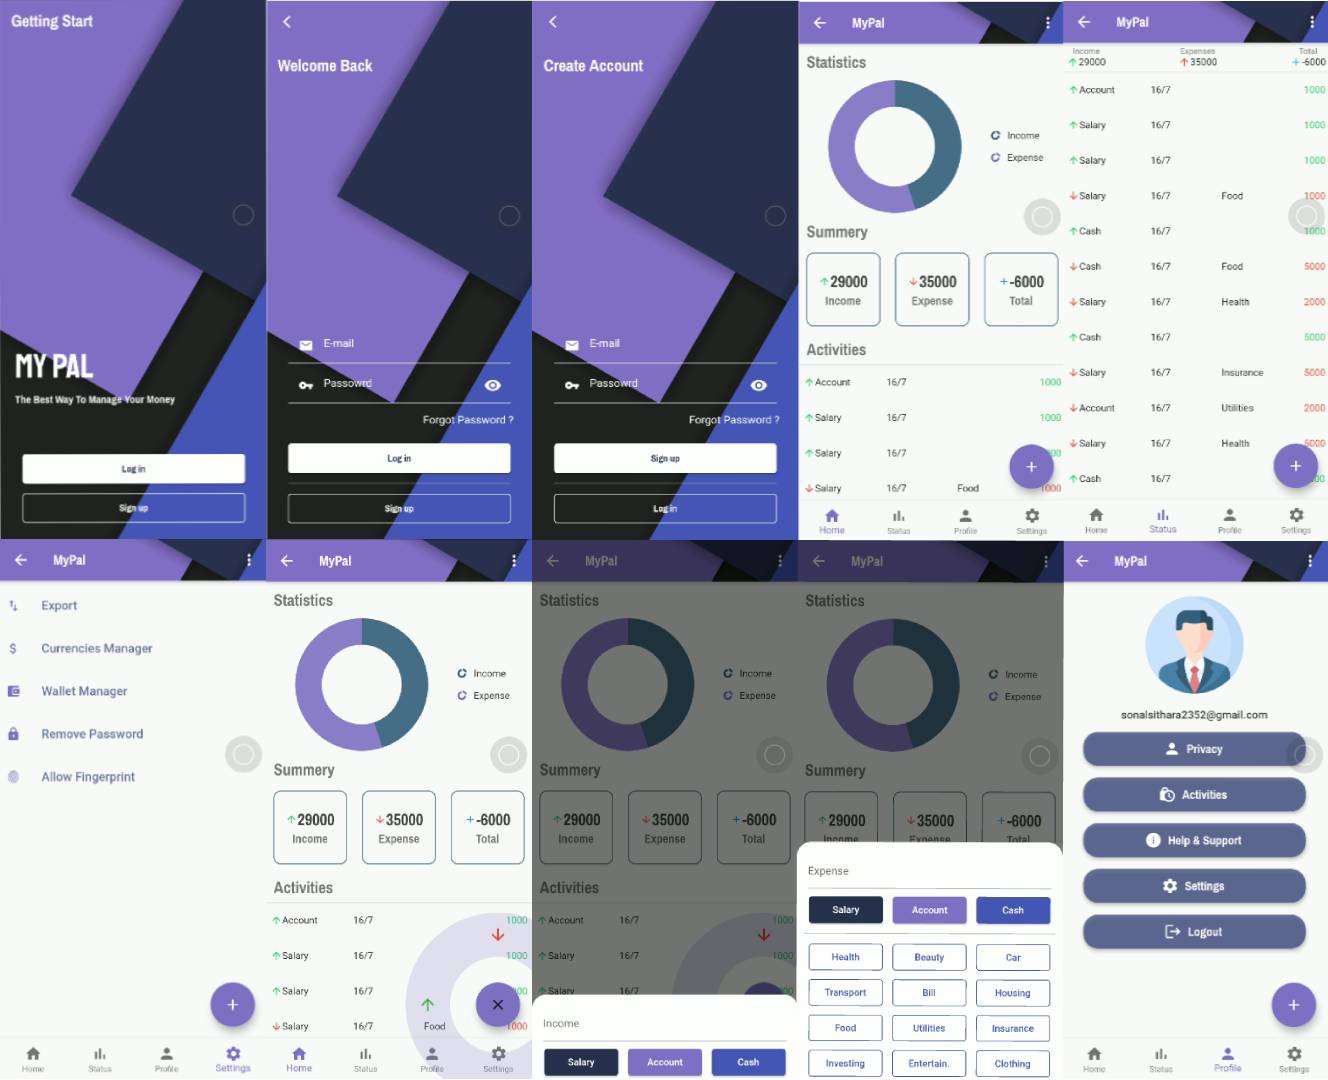 Getting Start
MY PAL
The Best Way To Manage Your Money
Log in
Sign up
Welcome Back
E-mail
Passowrd
Forgot Password ?
Log in
Sign up
Create Account
E-mail
Passowrd
Forgot Password ?
Sign up
Log in
MyPal
Statistics
Income
Expense
Summery
29000
Income
35000
Expense
-6000
Total
Activities
Account 16/7 1000
Salary 16/7 1000
Salary 16/7
Salary 16/7 Food 1000
Home Status Profile Settings
MyPal
Income Expenses Total
29000 35000 -6000
Account 16/7 1000
Salary 16/7 1000
Salary 16/7 1000
Salary 16/7 Food 1000
Cash 16/7 1000
Cash 16/7 Food 5000
Salary 16/7 Health 2000
Cash 16/7 5000
Salary 16/7 Insurance 5000
Account 16/7 Utilities 2000
Salary 16/7 Health 5000
Cash 16/7
Home Status Profile Settings
MyPal
Export
Currencies Manager
Wallet Manager
Remove Password
Allow Fingerprint
Home Status Profile Settings
MyPal
Statistics
Income
Expense
Summery
29000
Income
35000
Expense
-6000
Total
Activities
Account 16/7 1000
Salary 16/7 1000
Salary 16/7
Salary 16/7 Food 1000
Home Status Profile Settings
MyPal
Statistics
Income
Expense
Summery
29000
Income
35000
Expense
-6000
Total
Activities
Account 16/7 1000
Salary 16/7 1000
Income
Salary Account Cash
MyPal
Statistics
Income
Expense
Summery
29000
Income
35000
Expense
-6000
Total
Expense
Salary Account Cash
Health Beauty Car
Transport Bill Housing
Food Utilities Insurance
Investing Entertain. Clothing
MyPal
sonalsithara2352@gmail.com
Privacy
Activities
Help & Support
Settings
Logout
Home Status Profile Settings